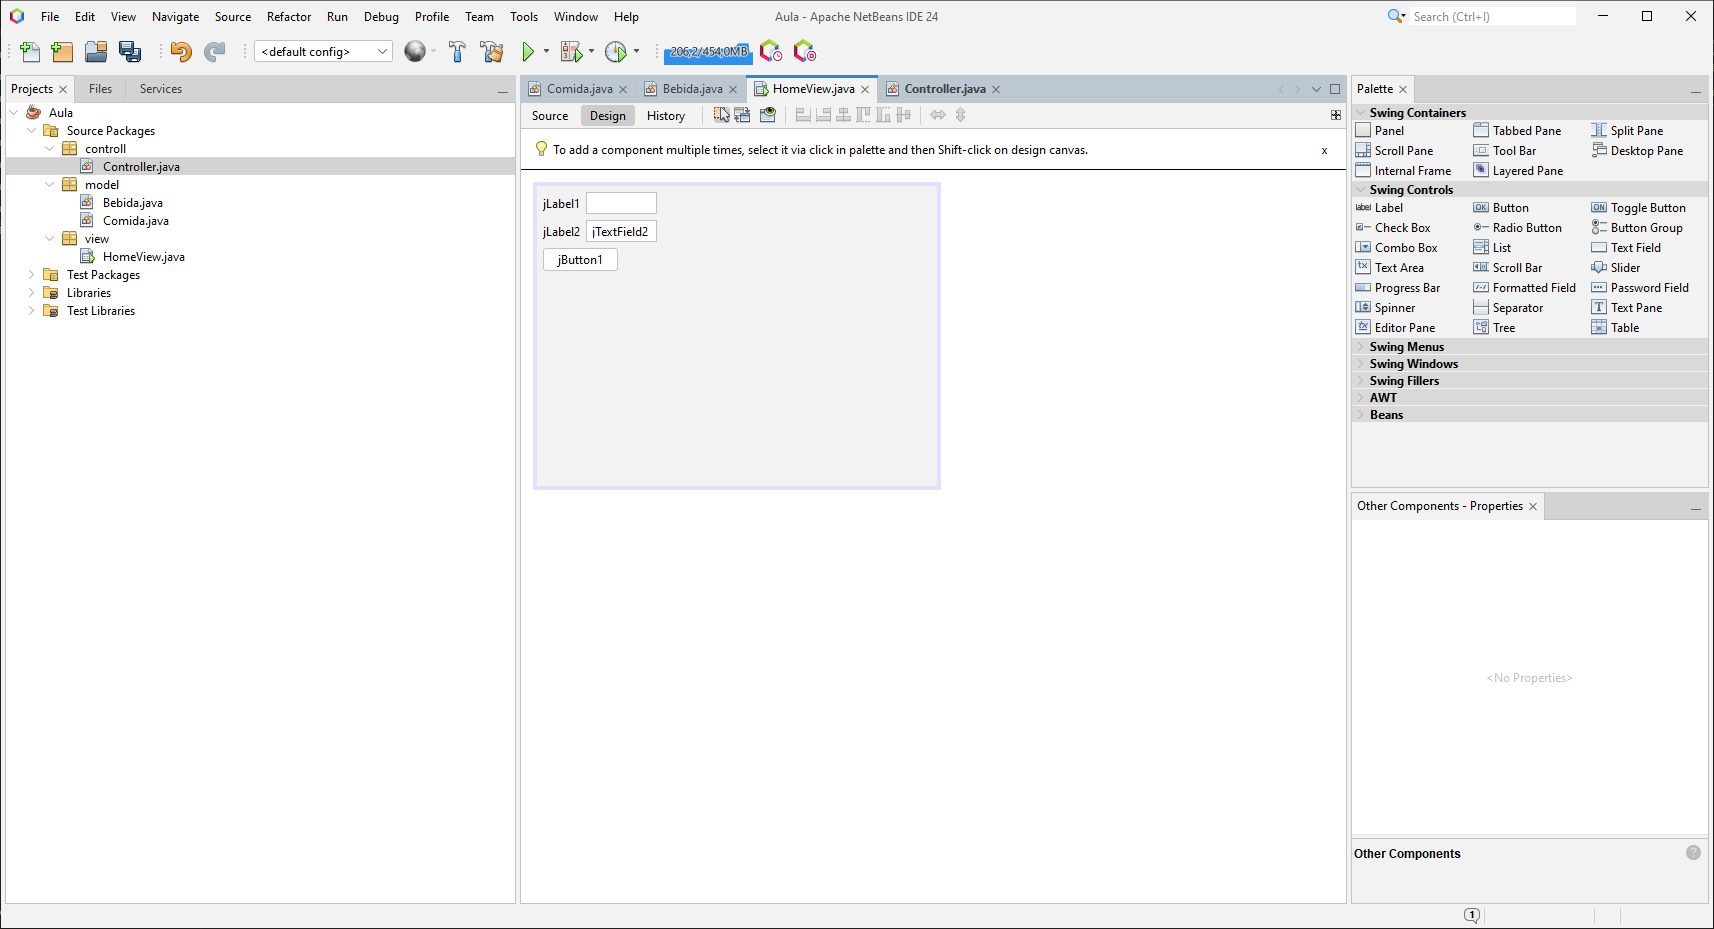 File Edit View Navigate Source Refactor Run Debug Profile Team Tools Window Help Aula - Apache NetBeans IDE 24 Search (Ctrl+I)
<default config> 206,2/454,0MB
Projects Files Services
Aula
Source Packages
controll
Controller.java
model
Bebida.java
Comida.java
view
HomeView.java
Test Packages
Libraries
Test Libraries
Comida.java Bebida.java HomeView.java Controller.java
Source Design History
To add a component multiple times, select it via click in palette and then Shift-click on design canvas. x
jLabel1
jLabel2 jTextField2
jButton1
Palette
Swing Containers
Panel Tabbed Pane Split Pane
Scroll Pane Tool Bar Desktop Pane
Internal Frame Layered Pane
Swing Controls
label Label OK Button ON Toggle Button
Check Box Radio Button Button Group
Combo Box List Text Field
Text Area Scroll Bar Slider
Progress Bar Formatted Field Password Field
Spinner Separator Text Pane
Editor Pane Tree Table
Swing Menus
Swing Windows
Swing Fillers
AWT
Beans
Other Components - Properties
<No Properties>
Other Components ?
1